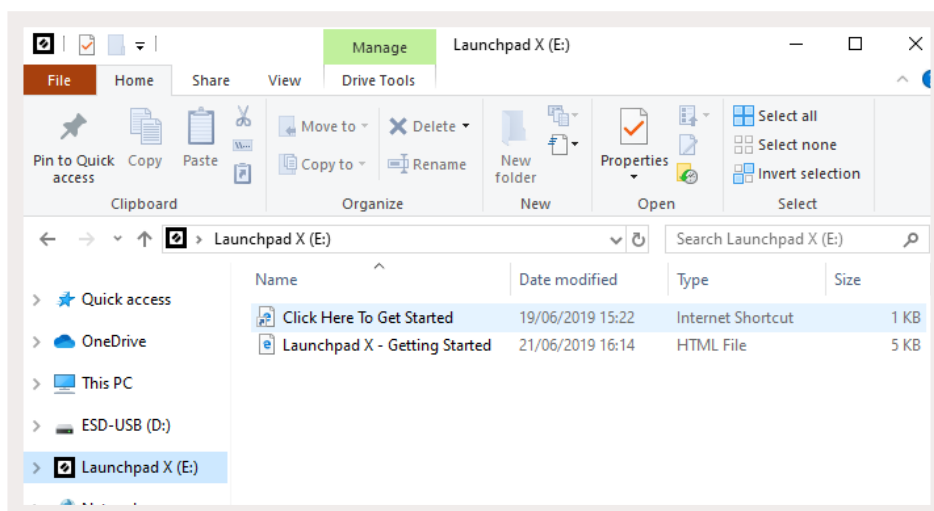 Manage Launchpad X (E:)
File Home Share View Drive Tools
Pin to Quick access
Copy
Paste
Move to
Copy to
Delete
Rename
New folder
Properties
Select all
Select none
Invert selection
Clipboard Organize New Open Select
Launchpad X (E:) Search Launchpad X (E:)
Name Date modified Type Size
Quick access
Click Here To Get Started 19/06/2019 15:22 Internet Shortcut 1 KB
OneDrive
Launchpad X - Getting Started 21/06/2019 16:14 HTML File 5 KB
This PC
ESD-USB (D:)
Launchpad X (E:)